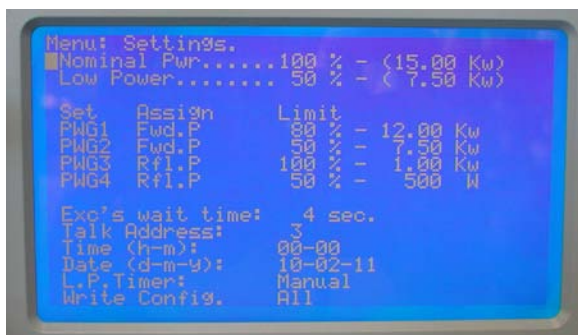 Menu: Settings.
Nominal Pwr......100 % - (15.00 Kw)
Low Power......... 50 % - ( 7.50 Kw)
Set Assign Limit
PWG1 Fwd.P 80 % - 12.00 Kw
PWG2 Fwd.P 50 % - 7.50 Kw
PWG3 Rfl.P 100 % - 1.00 Kw
PWG4 Rfl.P 50 % - 500 W
Exc's wait time: 4 sec.
Talk Address: 3
Time (h-m): 00-00
Date (d-m-y): 10-02-11
L.P.Timer: Manual
Write Config. All